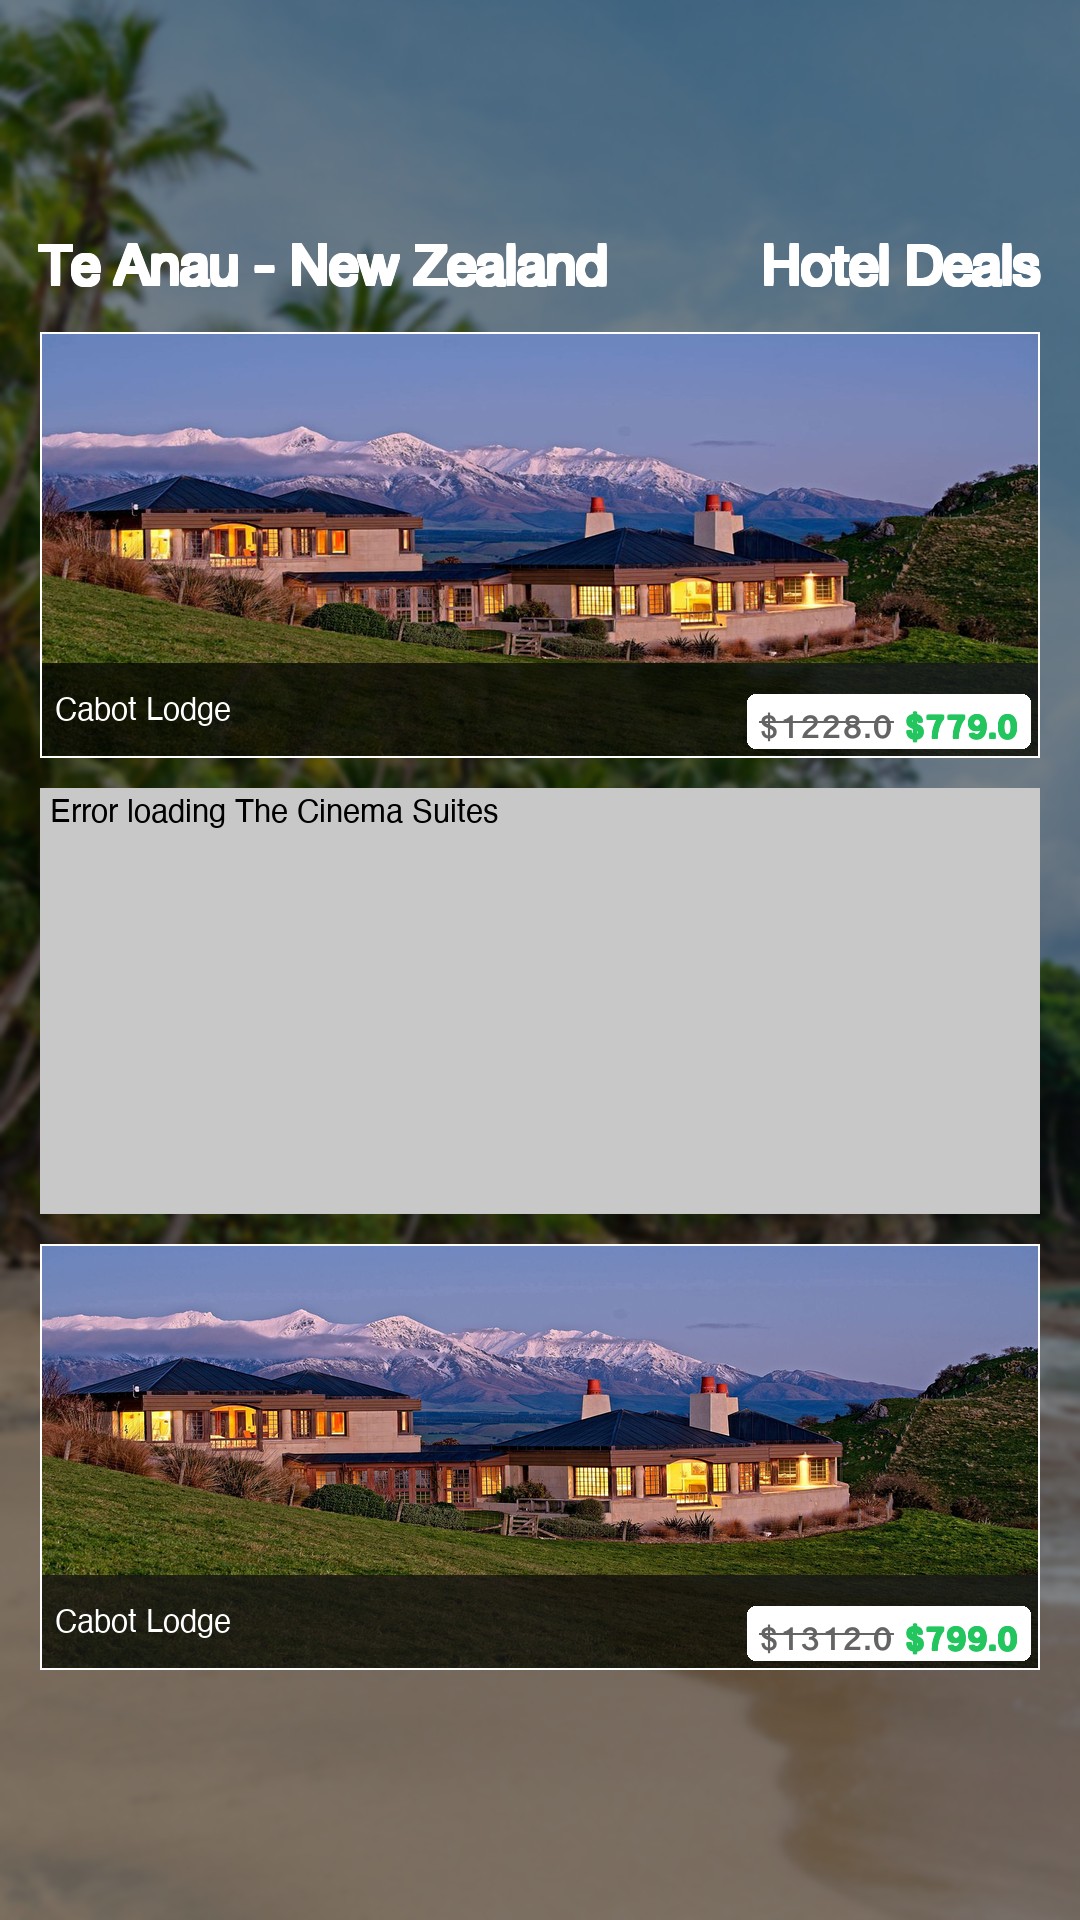 Te Anau - New Zealand Hotel Deals
Cabot Lodge
$1228.0 $779.0
Error loading The Cinema Suites
Cabot Lodge
$1312.0 $799.0